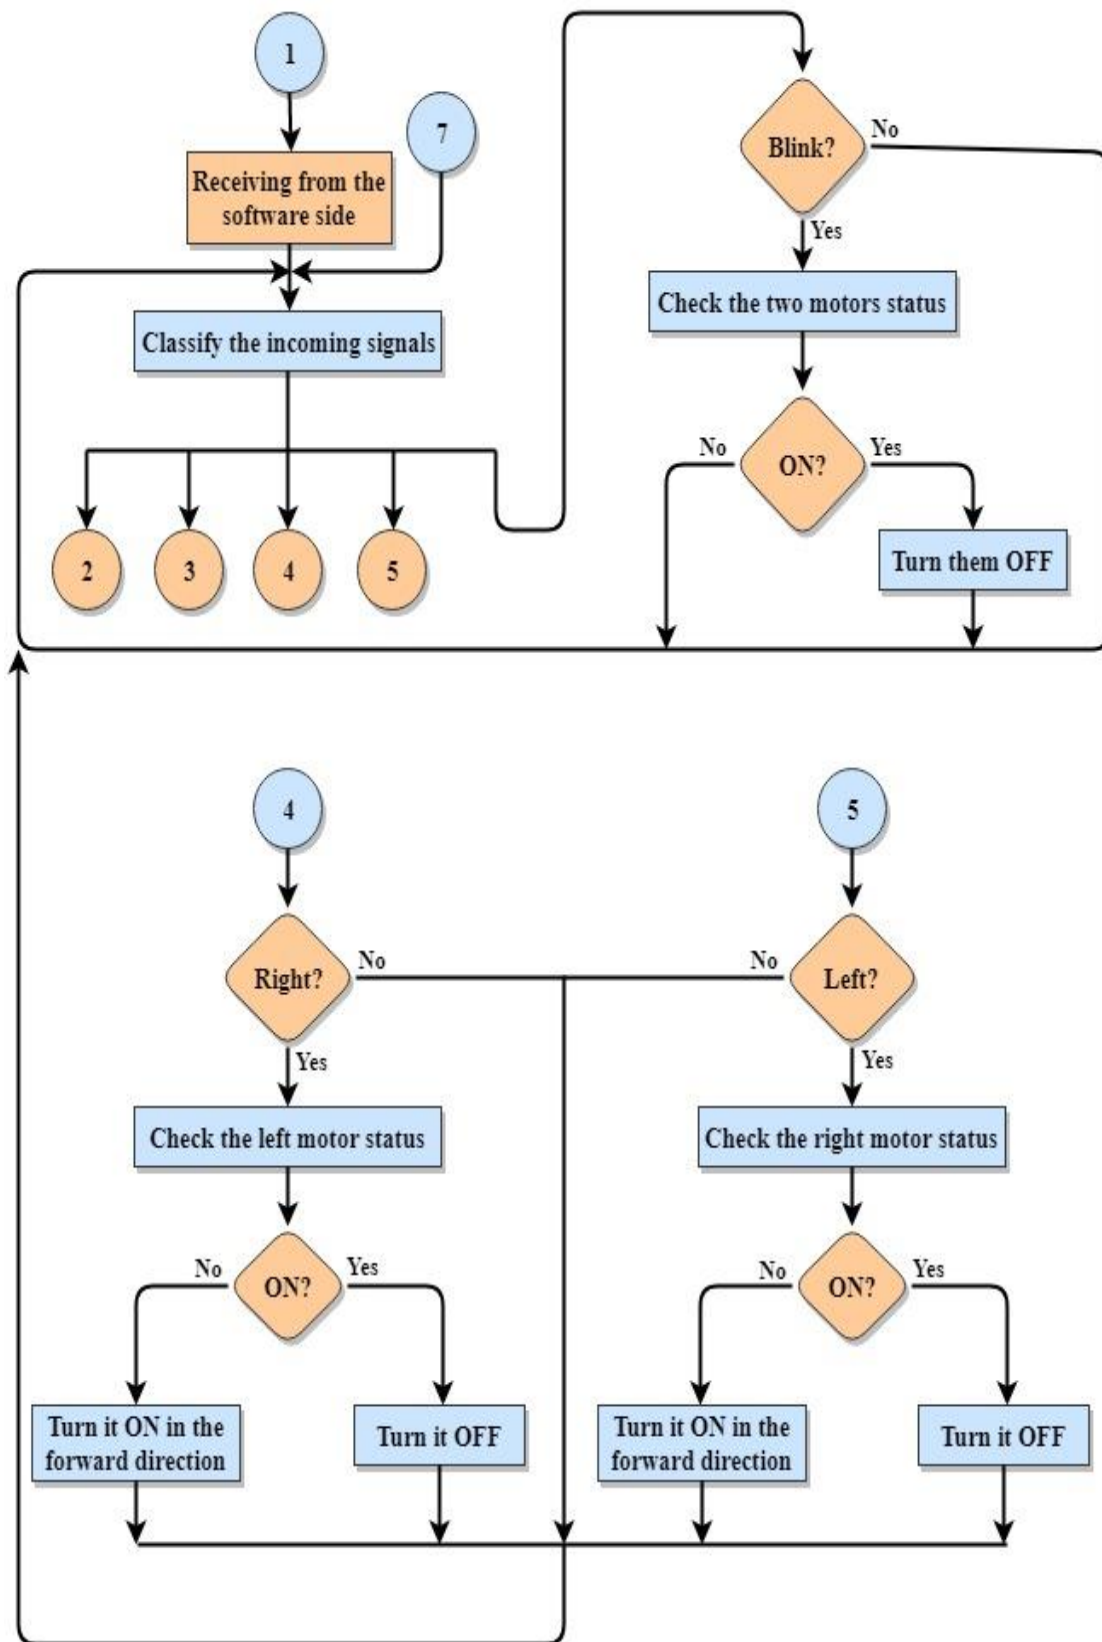 1
7
Receiving from the
software side
Classify the incoming signals
2
3
4
5
Blink?
No
Yes
Check the two motors status
ON?
No
Yes
Turn them OFF
4
Right?
No
Yes
Check the left motor status
ON?
No
Yes
Turn it ON in the
forward direction
Turn it OFF
5
Left?
No
Yes
Check the right motor status
ON?
No
Yes
Turn it ON in the
forward direction
Turn it OFF